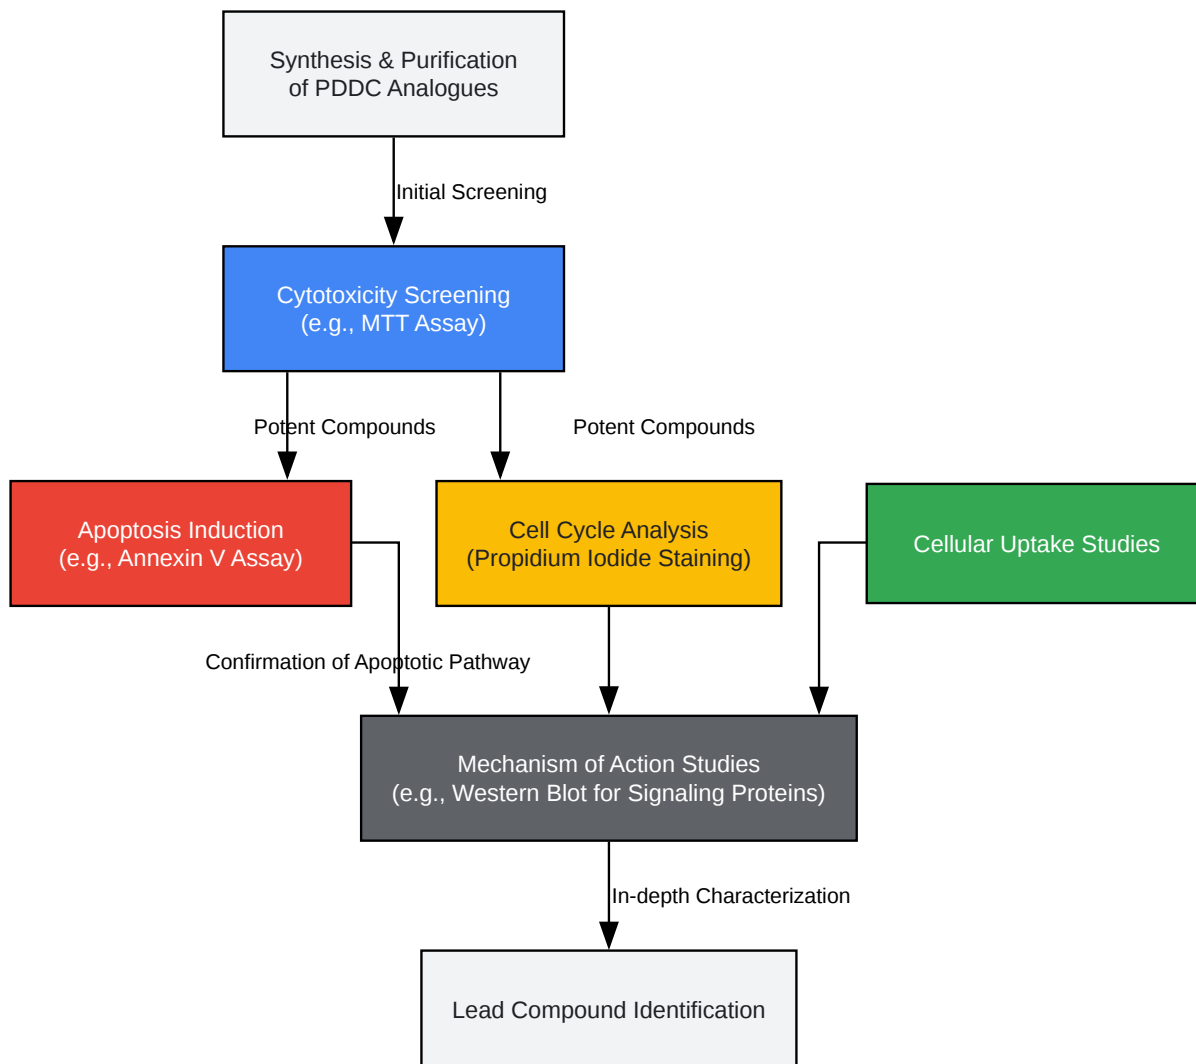 Synthesis & Purification
of PDDC Analogues
Initial Screening
Cytotoxicity Screening
(e.g., MTT Assay)
Potent Compounds
Potent Compounds
Apoptosis Induction
(e.g., Annexin V Assay)
Cell Cycle Analysis
(Propidium Iodide Staining)
Cellular Uptake Studies
Confirmation of Apoptotic Pathway
Mechanism of Action Studies
(e.g., Western Blot for Signaling Proteins)
In-depth Characterization
Lead Compound Identification